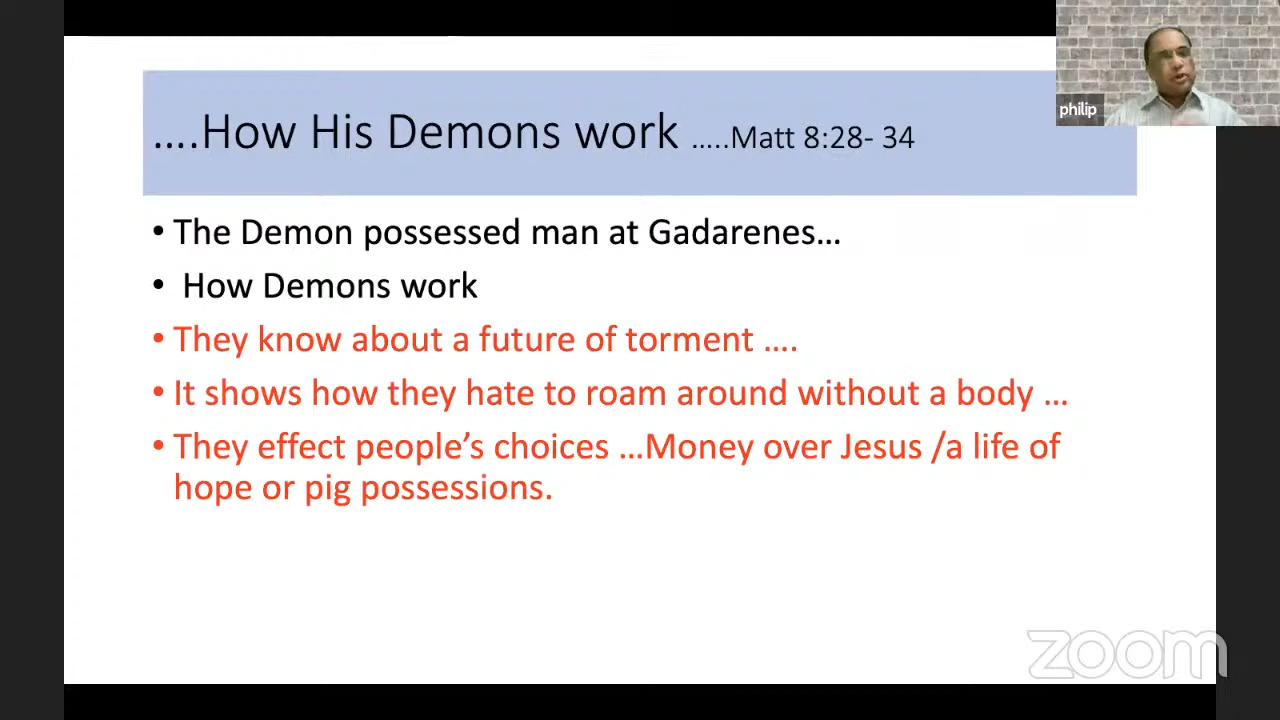 ....How His Demons work .....Matt 8:28- 34
philip
• The Demon possessed man at Gadarenes...
• How Demons work
• They know about a future of torment ....
• It shows how they hate to roam around without a body ...
• They effect people's choices ...Money over Jesus /a life of
hope or pig possessions.
zoom